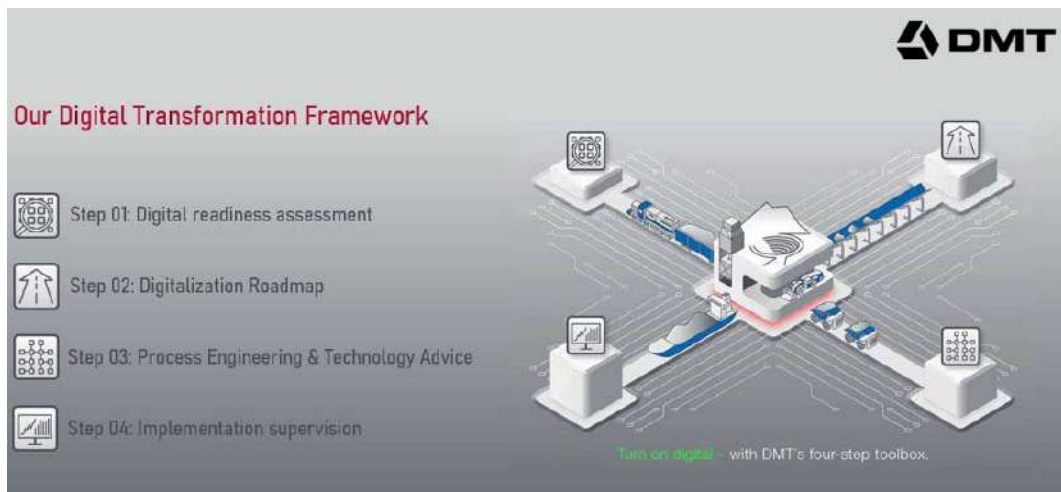 DMT
Our Digital Transformation Framework
Step 01: Digital readiness assessment
Step 02: Digitalization Roadmap
Step 03: Process Engineering & Technology Advice
Step 04: Implementation supervision
Turn on digital – with DMT's four-step toolbox.